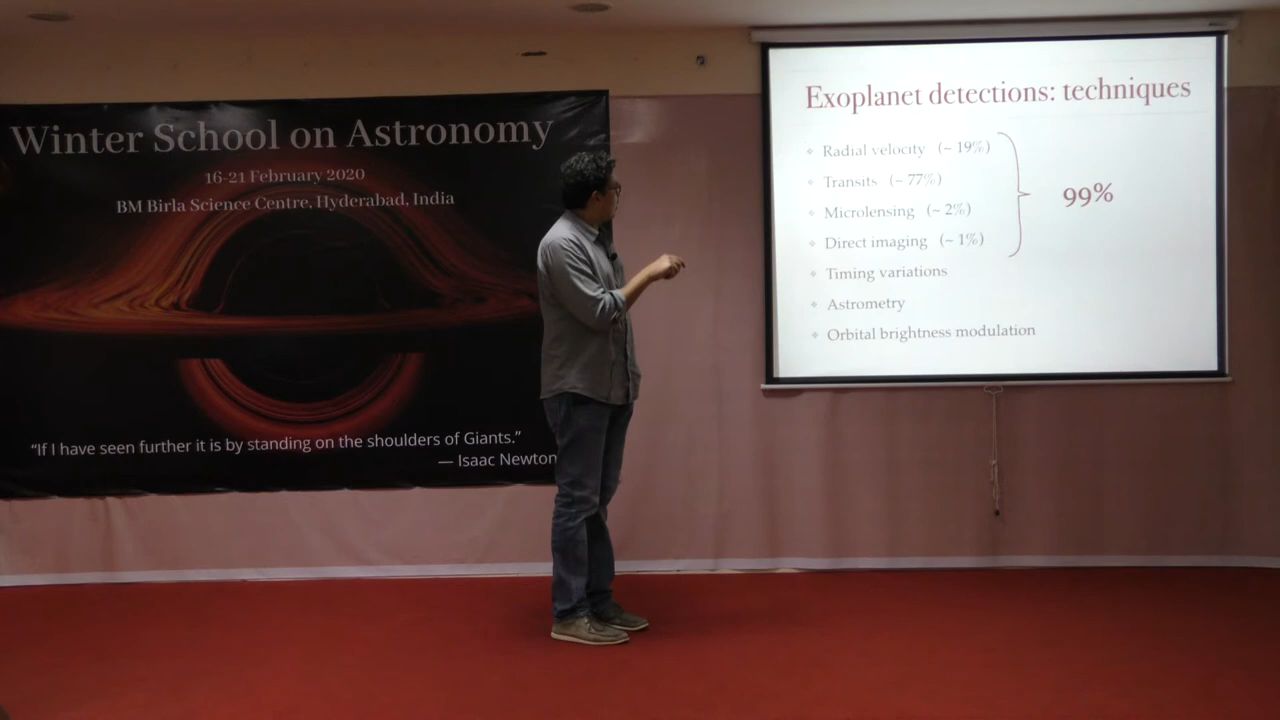 Winter School on Astronomy
16-21 February 2020
BM Birla Science Centre, Hyderabad, India
“If I have seen further it is by standing on the shoulders of Giants.”
— Isaac Newton
Exoplanet detections: techniques
Radial velocity (~ 19%)
Transits (~ 77%)
Microlensing (~ 2%)
Direct imaging (~ 1%)
99%
Timing variations
Astrometry
Orbital brightness modulation